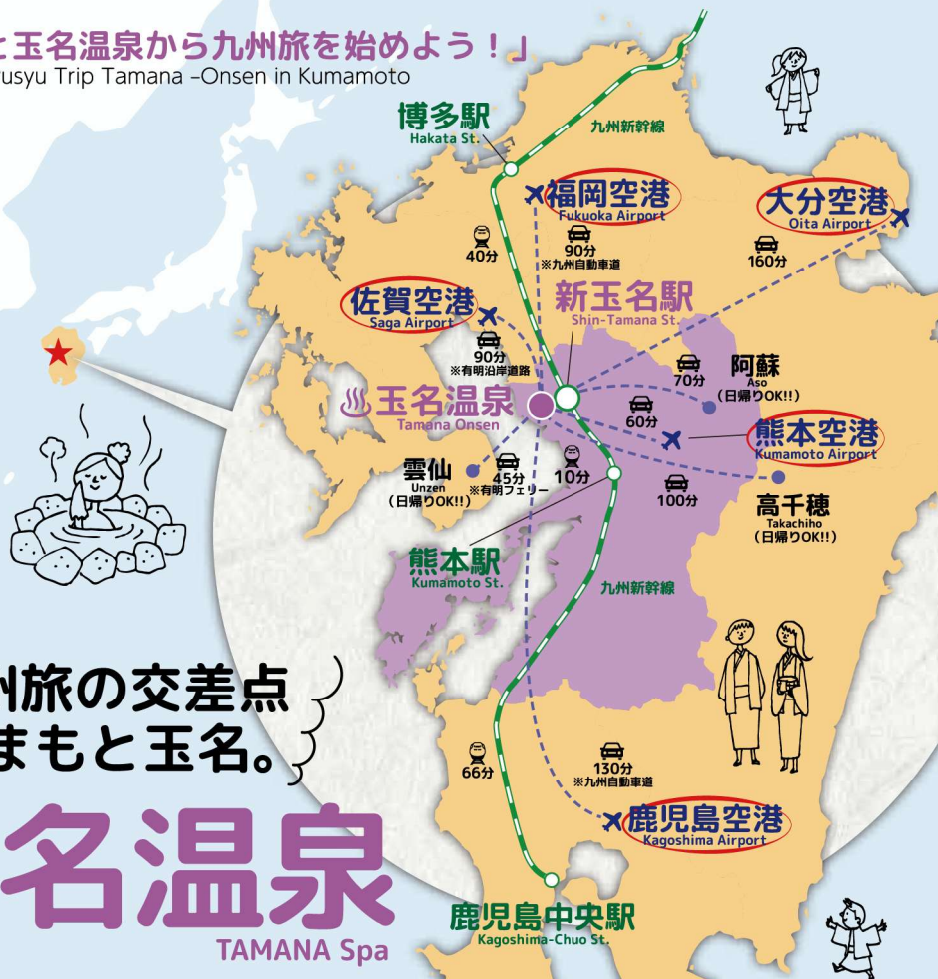 と玉名温泉から九州旅を始めよう！」
usyu Trip Tamana –Onsen in Kumamoto
博多駅
Hakata St.
九州新幹線
福岡空港
Fukuoka Airport
大分空港
Oita Airport
40分
90分
※九州自動車道
160分
佐賀空港
Saga Airport
新玉名駅
Shin-Tamana St.
90分
※有明沿岸道路
70分
阿蘇
Aso
（日帰りOK!!）
玉名温泉
Tamana Onsen
60分
熊本空港
Kumamoto Airport
雲仙
Unzen
（日帰りOK!!）
45分
※有明フェリー
10分
100分
高千穂
Takachiho
（日帰りOK!!）
熊本駅
Kumamoto St.
九州新幹線
州旅の交差点
まもと玉名。
66分
130分
※九州自動車道
鹿児島空港
Kagoshima Airport
名温泉
TAMANA Spa
鹿児島中央駅
Kagoshima-Chuo St.